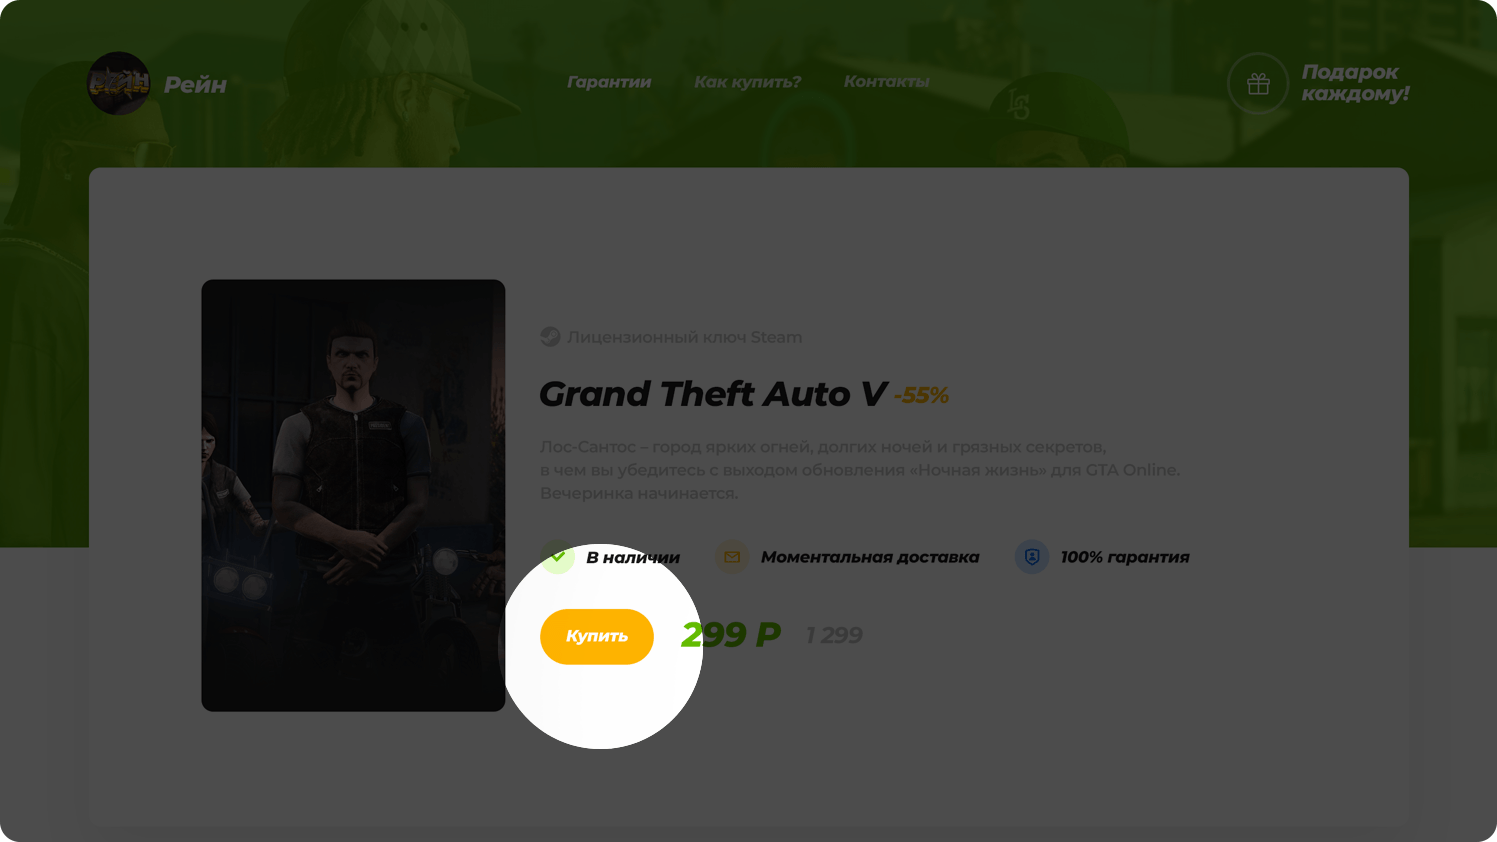 Рейн
Гарантии
Как купить?
Контакты
Подарок
каждому!
Лицензионный ключ Steam
Grand Theft Auto V -55%
Лос-Сантос – город ярких огней, долгих ночей и грязных секретов,
в чем вы убедитесь с выходом обновления «Ночная жизнь» для GTA Online.
Вечеринка начинается.
В наличии
Моментальная доставка
100% гарантия
Купить
299 Р
1 299